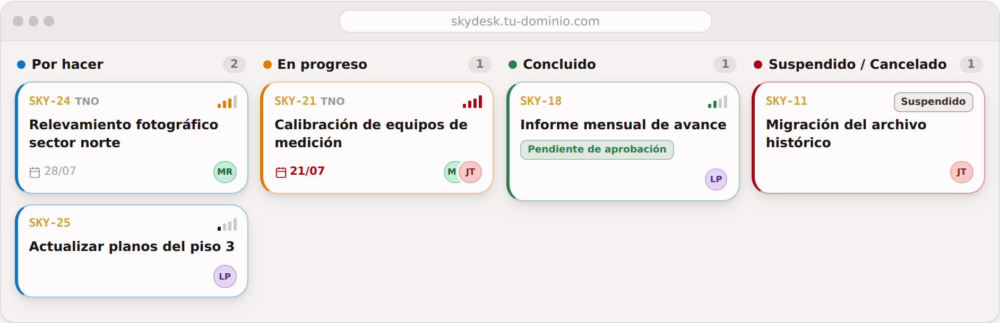 skydesk.tu-dominio.com
Por hacer 2
SKY-24 TNO
Relevamiento fotográfico
sector norte
28/07 MR
SKY-25
Actualizar planos del piso 3
LP
En progreso 1
SKY-21 TNO
Calibración de equipos de
medición
21/07 M JT
Concluido 1
SKY-18
Informe mensual de avance
Pendiente de aprobación
LP
Suspendido / Cancelado 1
SKY-11 Suspendido
Migración del archivo
histórico
JT